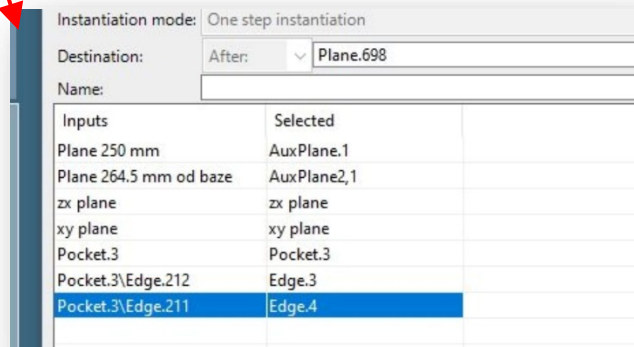 Instantiation mode: One step instantiation
Destination: After: Plane.698
Name:
Inputs Selected
Plane 250 mm AuxPlane.1
Plane 264.5 mm od baze AuxPlane2,1
zx plane zx plane
xy plane xy plane
Pocket.3 Pocket.3
Pocket.3\Edge.212 Edge.3
Pocket.3\Edge.211 Edge.4